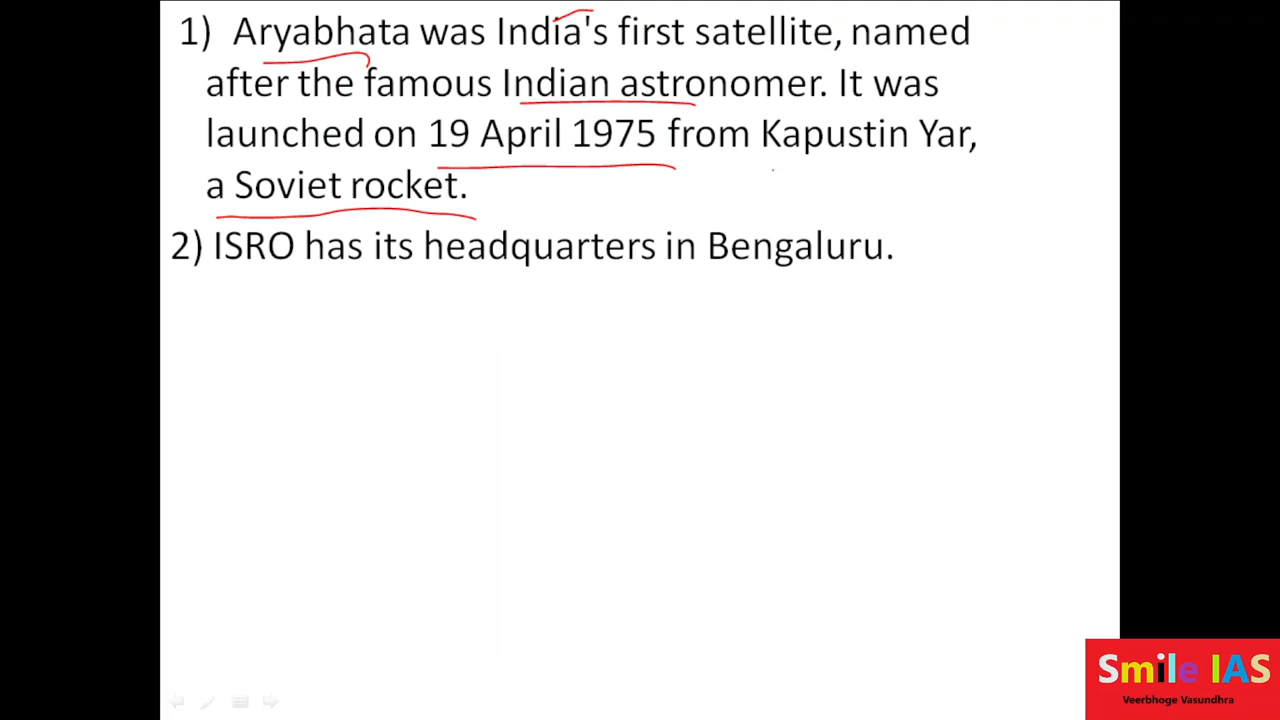 1) Aryabhata was India's first satellite, named
after the famous Indian astronomer. It was
launched on 19 April 1975 from Kapustin Yar,
a Soviet rocket.
2) ISRO has its headquarters in Bengaluru.
Smile IAS
Veerbhoge Vasundhra